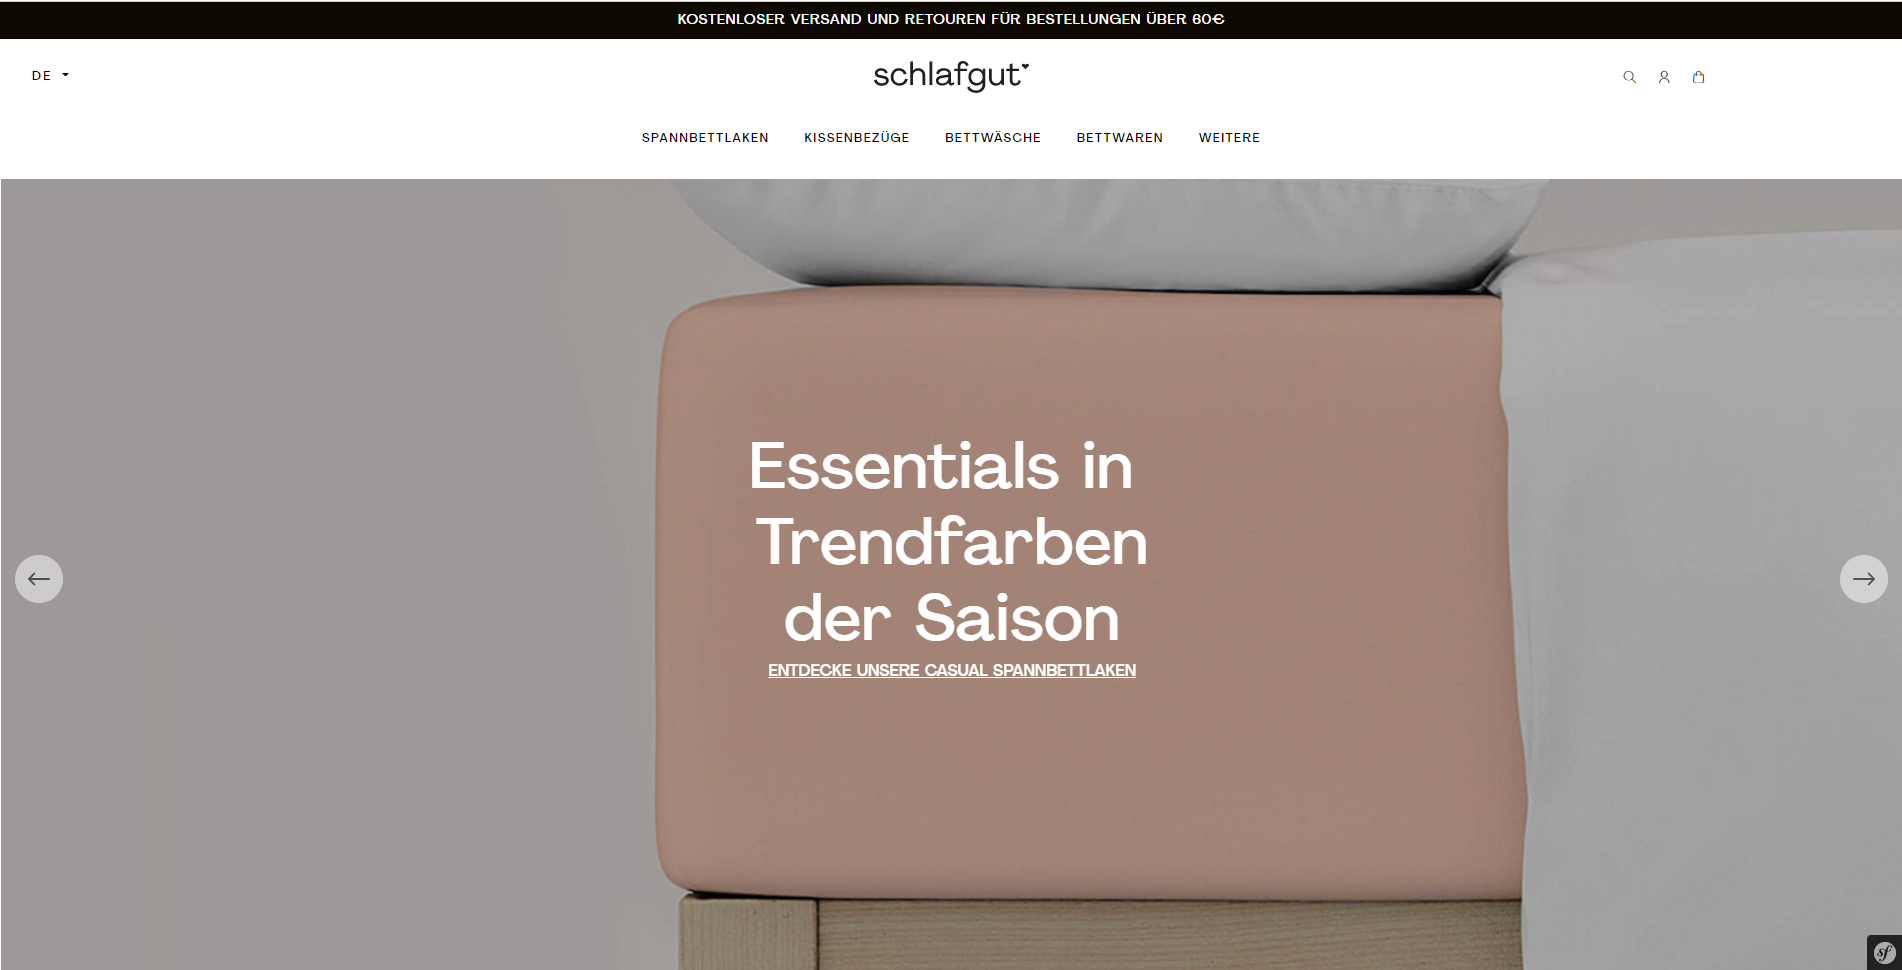 KOSTENLOSER VERSAND UND RETOUREN FÜR BESTELLUNGEN ÜBER 60€
DE
schlafgut
SPANNBETTLAKEN KISSENBEZÜGE BETTWÄSCHE BETTWAREN WEITERE
Essentials in
Trendfarben
der Saison
ENTDECKE UNSERE CASUAL SPANNBETTLAKEN
sf